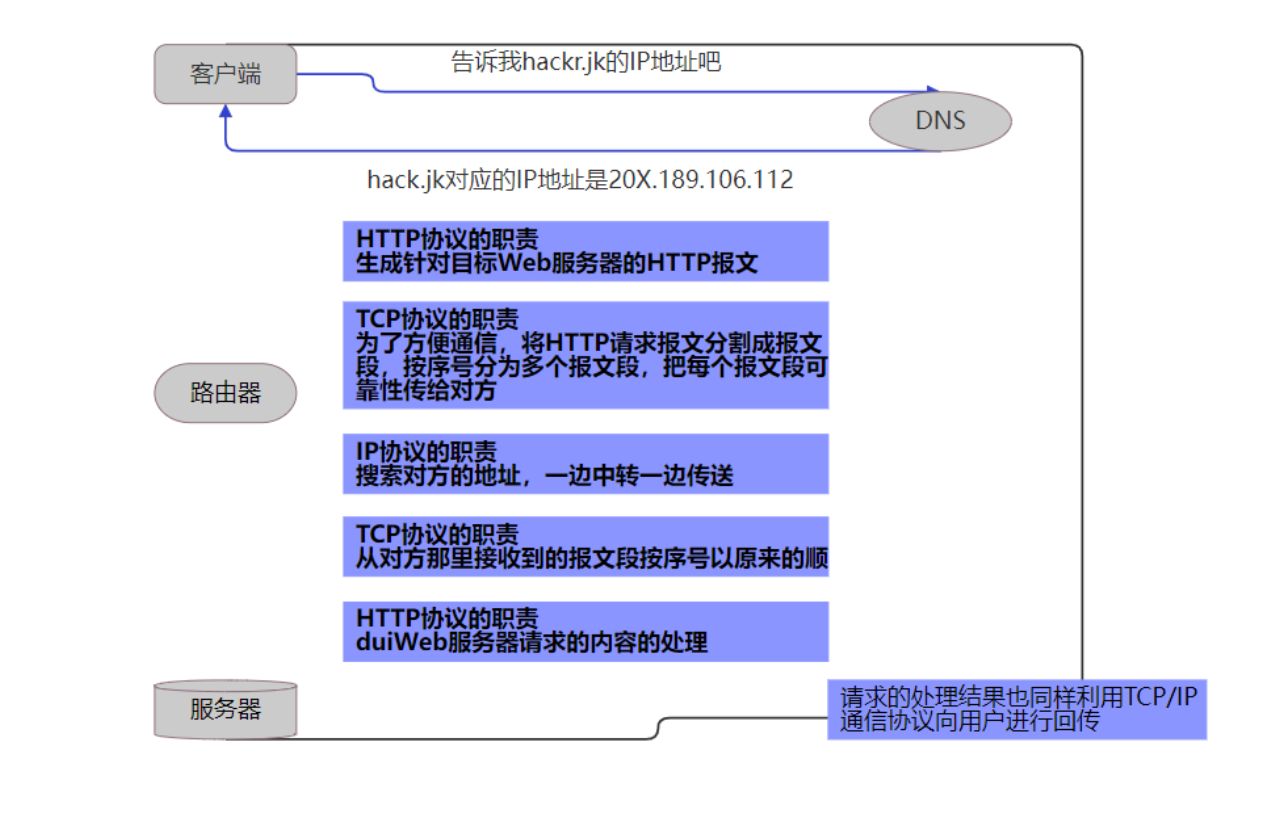 客户端
告诉我hackr.jk的IP地址吧
DNS
hack.jk对应的IP地址是20X.189.106.112
HTTP协议的职责
生成针对目标Web服务器的HTTP报文
TCP协议的职责
为了方便通信，将HTTP请求报文分割成报文
段，按序号分为多个报文段，把每个报文段可
靠性传给对方
路由器
IP协议的职责
搜索对方的地址，一边中转一边传送
TCP协议的职责
从对方那里接收到的报文段按序号以原来的顺
HTTP协议的职责
duiWeb服务器请求的内容的处理
服务器
请求的处理结果也同样利用TCP/IP
通信协议向用户进行回传